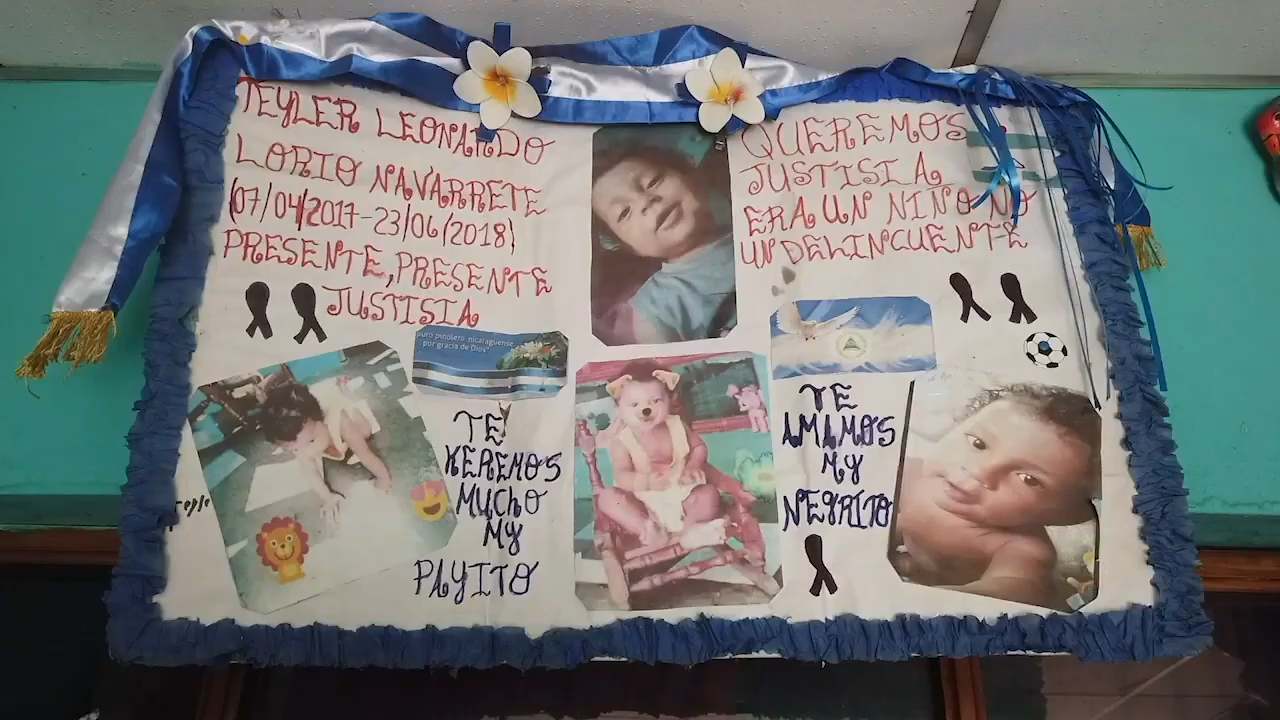 TEYLER LEONARDO
LORIO NAVARRETE
(07/04/2017-23/06/2018)
PRESENTE, PRESENTE
JUSTISIA
QUEREMOS
JUSTISIA
ERA UN NIÑO NO
UN DELINCUENTE
puro pinolero, nicaragüense
por gracia de Dios"
TE
KEREMOS
MUCHO
MY
PAYITO
TE
AMAMOS
MY
NEGRITO